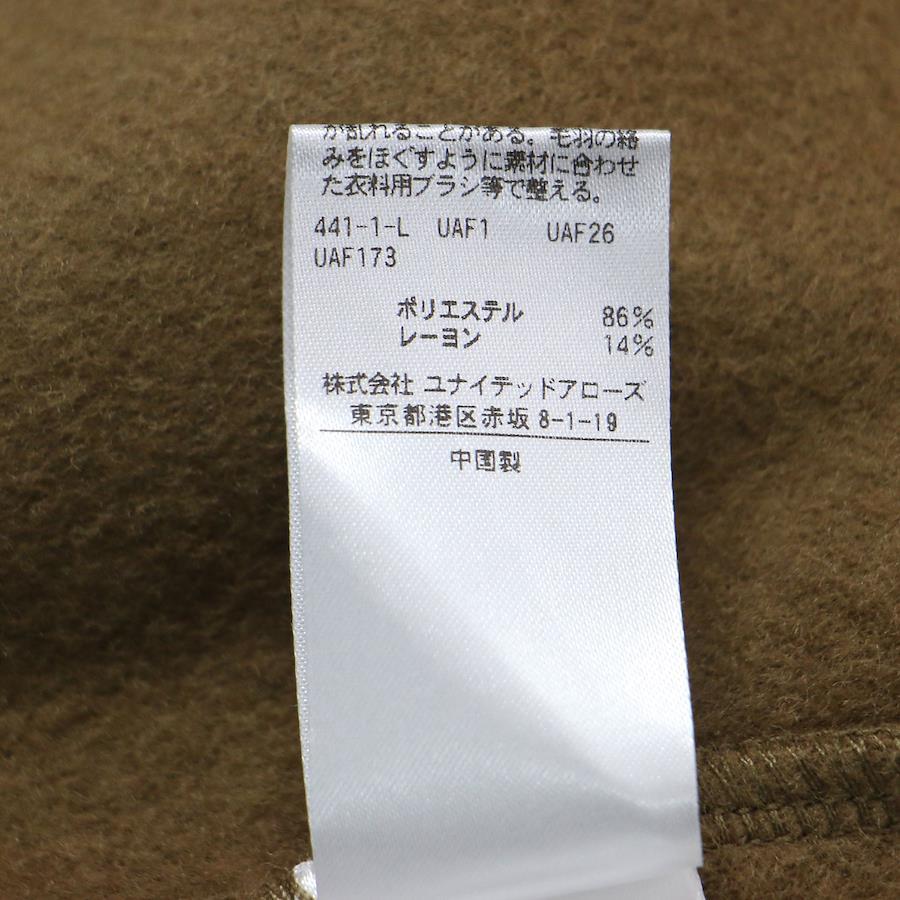 が乱れることがある。毛羽の絡
みをほぐすように素材に合わせ
た衣料用ブラシ等で整える。
441-1-L UAF1 UAF26
UAF173
ポリエステル 86%
レーヨン 14%
株式会社 ユナイテッドアローズ
東京都港区赤坂8-1-19
中国製